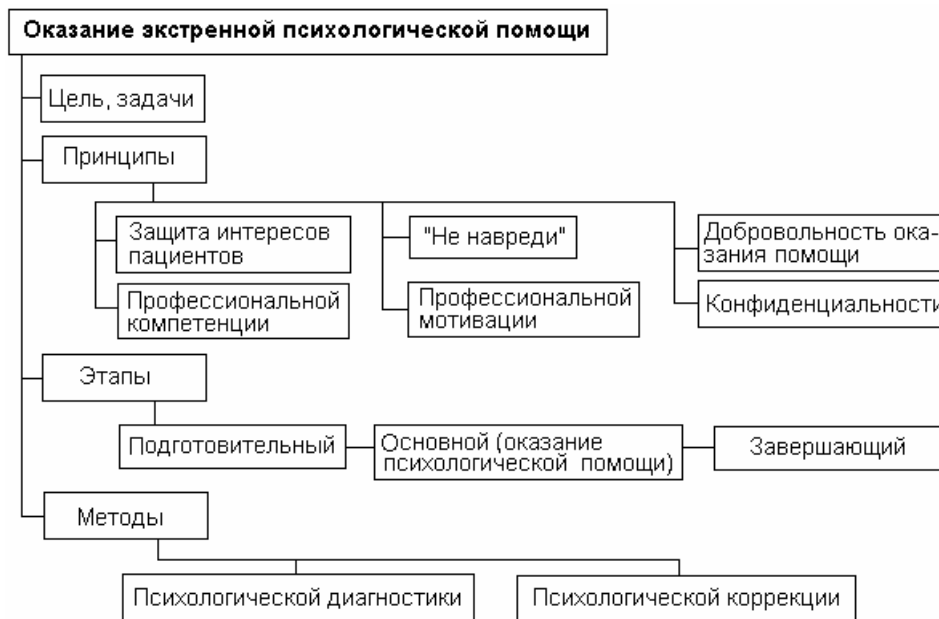 Оказание экстренной психологической помощи
Цель, задачи
Принципы
Защита интересов
пациентов
"Не навреди"
Добровольность ока-
зания помощи
Профессиональной
компетенции
Профессиональной
мотивации
Конфиденциальности
Этапы
Подготовительный
Основной (оказание
психологической помощи)
Завершающий
Методы
Психологической диагностики
Психологической коррекции